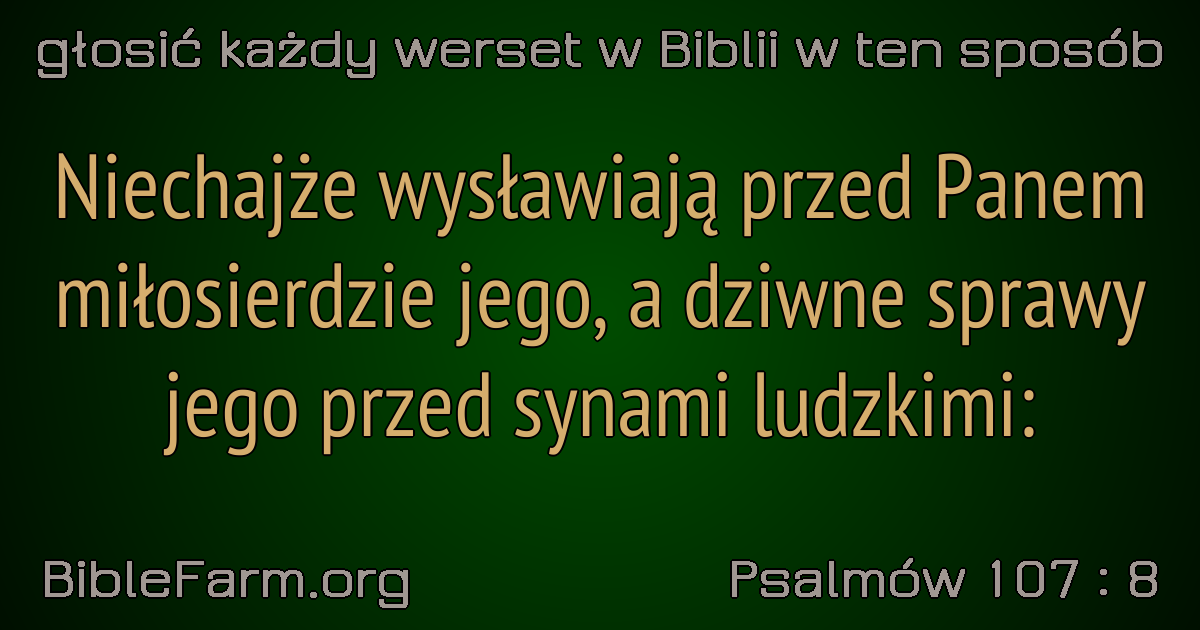 głosić każdy werset w Biblii w ten sposób
Niechajże wysławiają przed Panem
miłosierdzie jego, a dziwne sprawy
jego przed synami ludzkimi:
BibleFarm.org
Psalmów 107 : 8